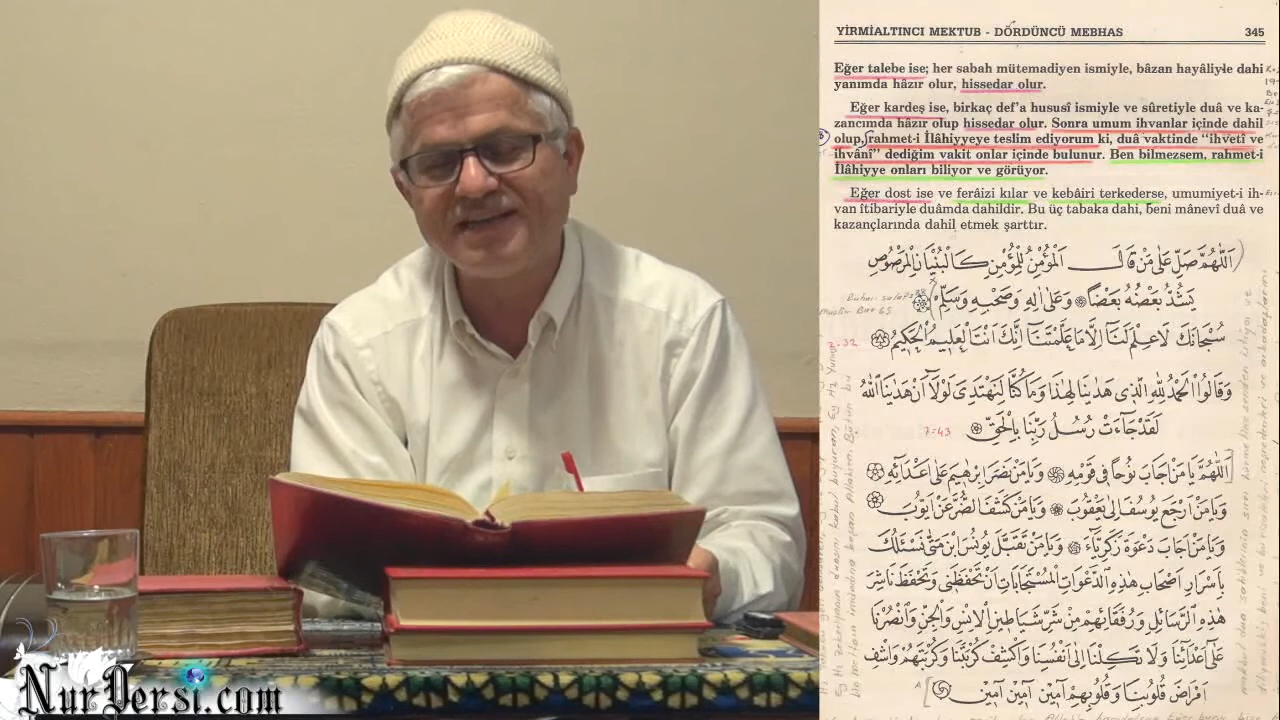 YİRMİALTINCI MEKTUB - DÖRDÜNCÜ MEBHAS 345
Eğer talebe ise; her sabah mütemadiyen ismiyle, bâzan hayâliyle dahi
yanımda hâzır olur, hissedar olur.
Eğer kardeş ise, birkaç def'a hususî ismiyle ve sûretiyle duâ ve ka-
zancımda hâzır olup hissedar olur. Sonra umum ihvanlar içinde dahil
olup, rahmet-i İlâhiyyeye teslim ediyorum ki, duâ vaktinde "ihvetî ve
ihvânî" dediğim vakit onlar içinde bulunur. Ben bilmezsem, rahmet-i
İlâhiyye onları biliyor ve görüyor.
Eğer dost ise ve ferâizi kılar ve kebâiri terkederse, umumiyet-i ih-
van îtibariyle duâmda dahildir. Bu üç tabaka dahi, beni mânevî duâ ve
kazançlarında dahil etmek şarttır.
اَللّٰهُمَّ صَلِّ عَلٰى مَنْ قَالَ اَلْمُؤْمِنُ لِلْمُؤْمِنِ كَالْبُنْيَانِ الْمَرْصُوصِ
يَشُدُّ بَعْضُهُ بَعْضًا وَعَلٰى اٰلِهِ وَصَحْبِهِ وَسَلِّمْ
سُبْحَانَكَ لَا عِلْمَ لَنَا اِلَّا مَا عَلَّمْتَنَا اِنَّكَ اَنْتَ الْعَلِيمُ الْحَكِيمُ
2-32
وَقَالُوا الْحَمْدُ لِلّٰهِ الَّذِى هَدٰينَا لِهٰذَا وَمَا كُنَّا لِنَهْتَدِىَ لَوْلَا اَنْ هَدٰينَا اللّٰهُ
لَقَدْ جَاءَتْ رُسُلُ رَبِّنَا بِالْحَقِّ
7-43
اَللّٰهُمَّ يَا مَنْ اَجَابَ نُوحًا فِى قَوْمِهِ وَيَا مَنْ نَصَرَ اِبْرٰهِيمَ عَلٰى اَعْدَائِهِ
وَيَا مَنْ اَرْجَعَ يُوسُفَ اِلٰى يَعْقُوبَ وَيَا مَنْ كَشَفَ الضُّرَّ عَنْ اَيُّوبَ
وَيَا مَنْ اَجَابَ دَعْوَةَ زَكَرِيَّاءَ وَيَا مَنْ تَقَبَّلَ يُونُسَ ابْنَ مَتّٰى نَسْئَلُكَ
بِاَسْرَارِ اَصْحَابِ هٰذِهِ الدَّعَوَاتِ الْمُسْتَجَابَاتِ اَنْ تَحْفَظَنِى وَتَحْفَظَ نَاشِرَ
هٰذِهِ الرَّسَائِلِ وَرُفَقَائَهُمْ مِنْ شَرِّ شَيَاطِينِ الْاِنْسِ وَالْجِنِّ وَانْصُرْنَا
عَلٰى اَعْدَائِنَا وَلَا تَكِلْنَا اِلٰى اَنْفُسِنَا وَاكْشِفْ كُرْبَتَنَا وَكُرْبَتَهُمْ وَاشْفِ
اَمْرَاضَ قُلُوبِنَا وَقُلُوبِهِمْ اٰمِينَ اٰمِينَ اٰمِينَ
NurDersi.com